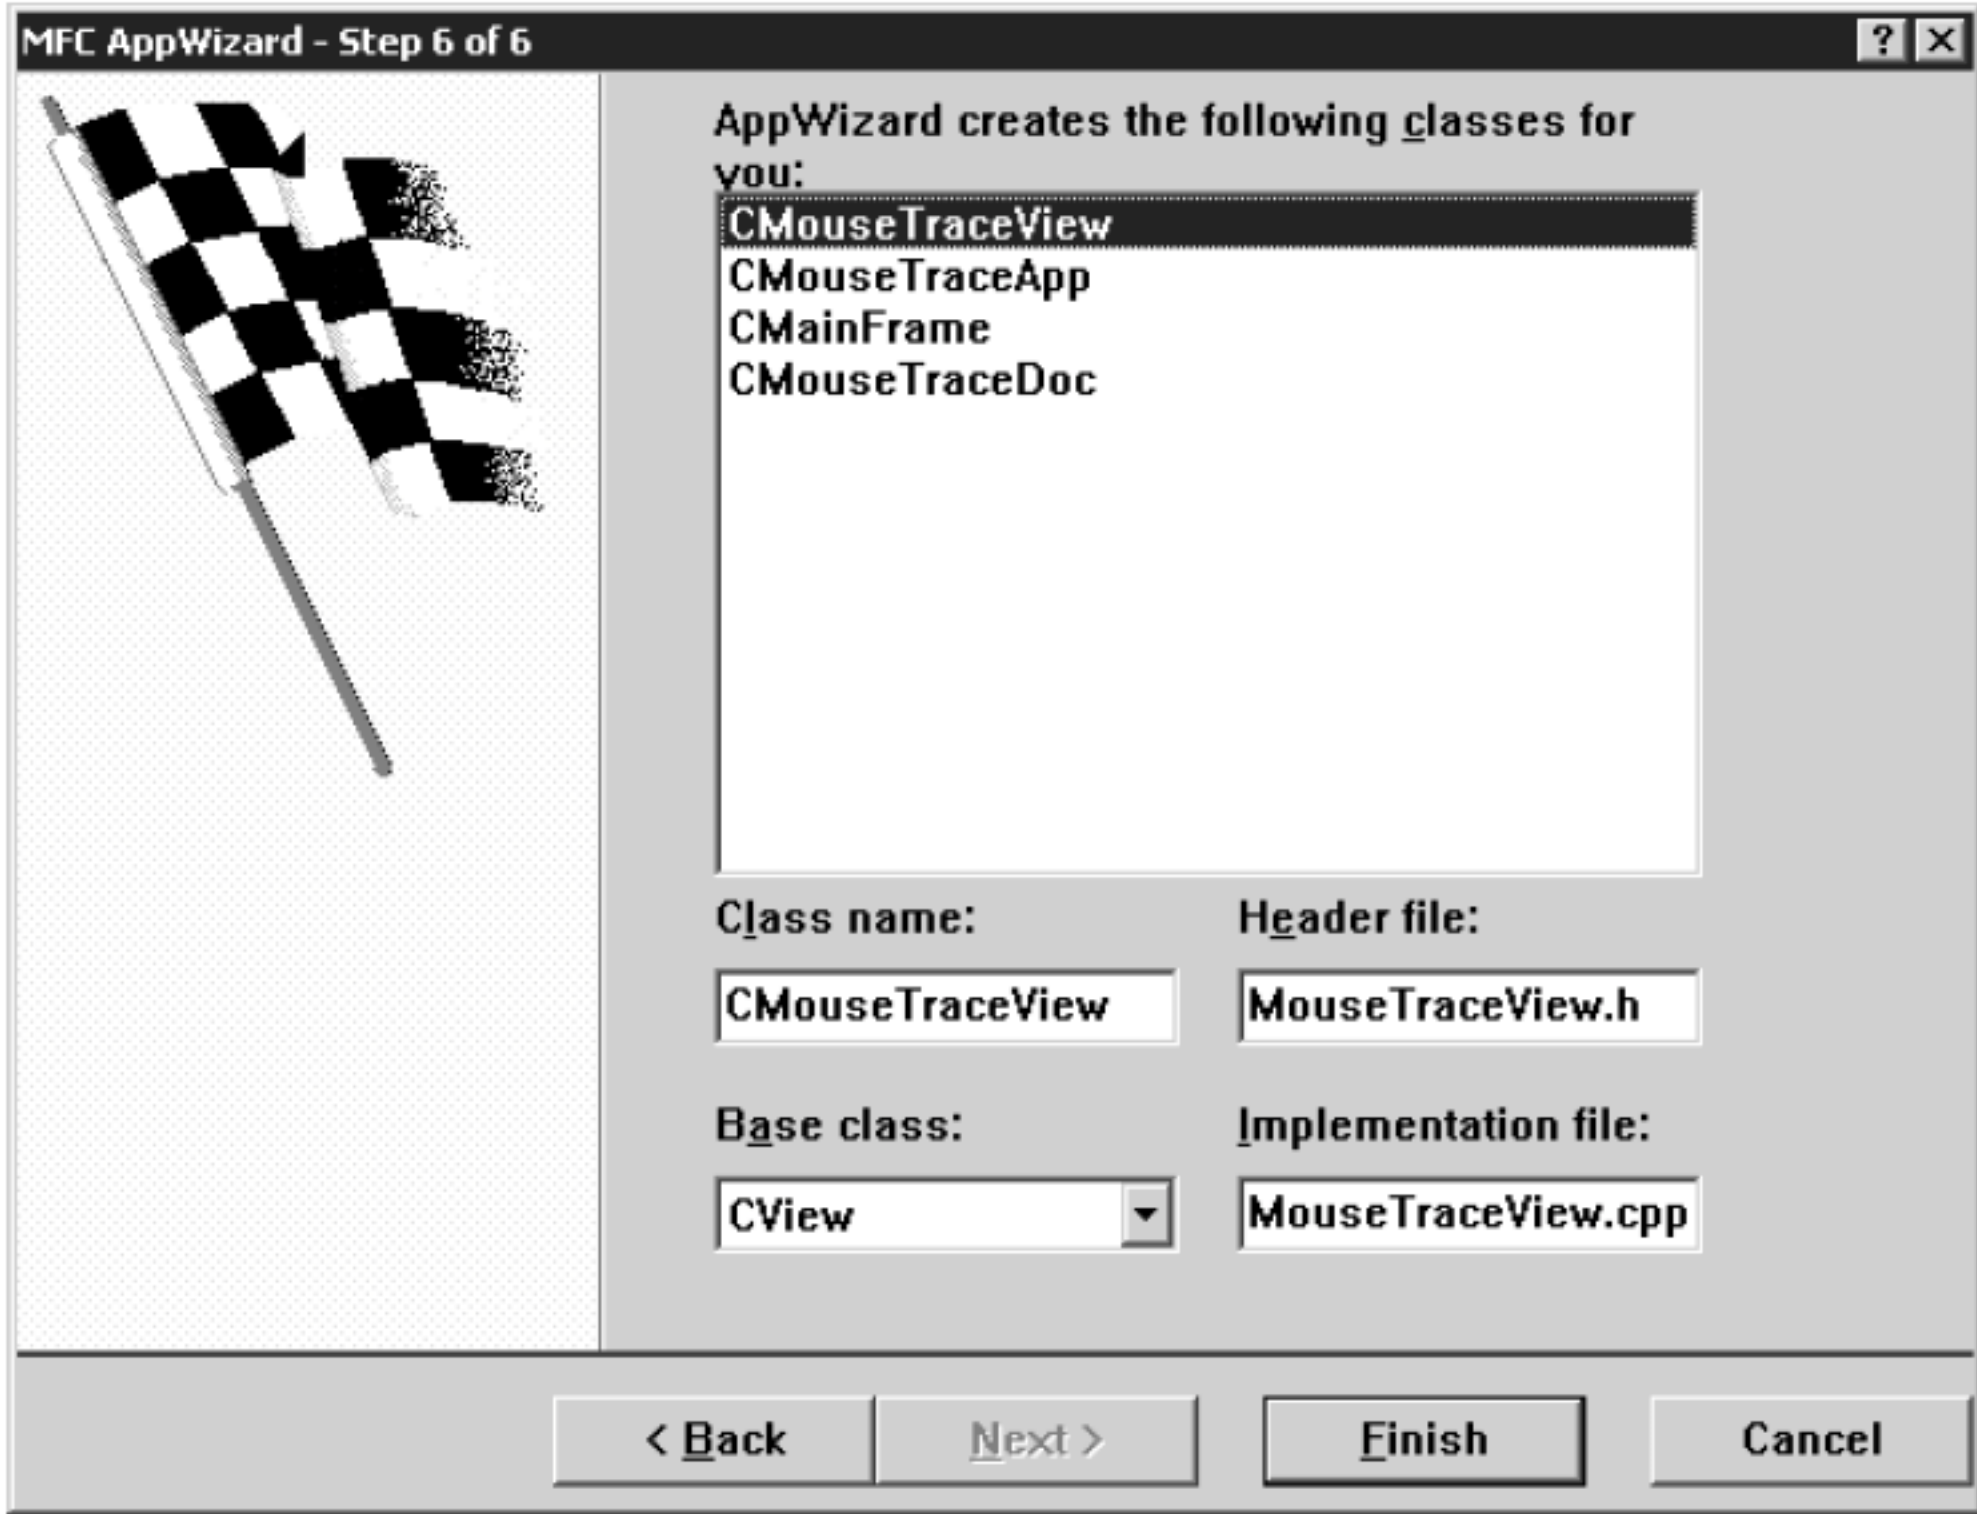 MFC AppWizard - Step 6 of 6
AppWizard creates the following classes for
you:
CMouseTraceView
CMouseTraceApp
CMainFrame
CMouseTraceDoc
Class name: Header file:
CMouseTraceView MouseTraceView.h
Base class: Implementation file:
CView MouseTraceView.cpp
< Back Next > Finish Cancel